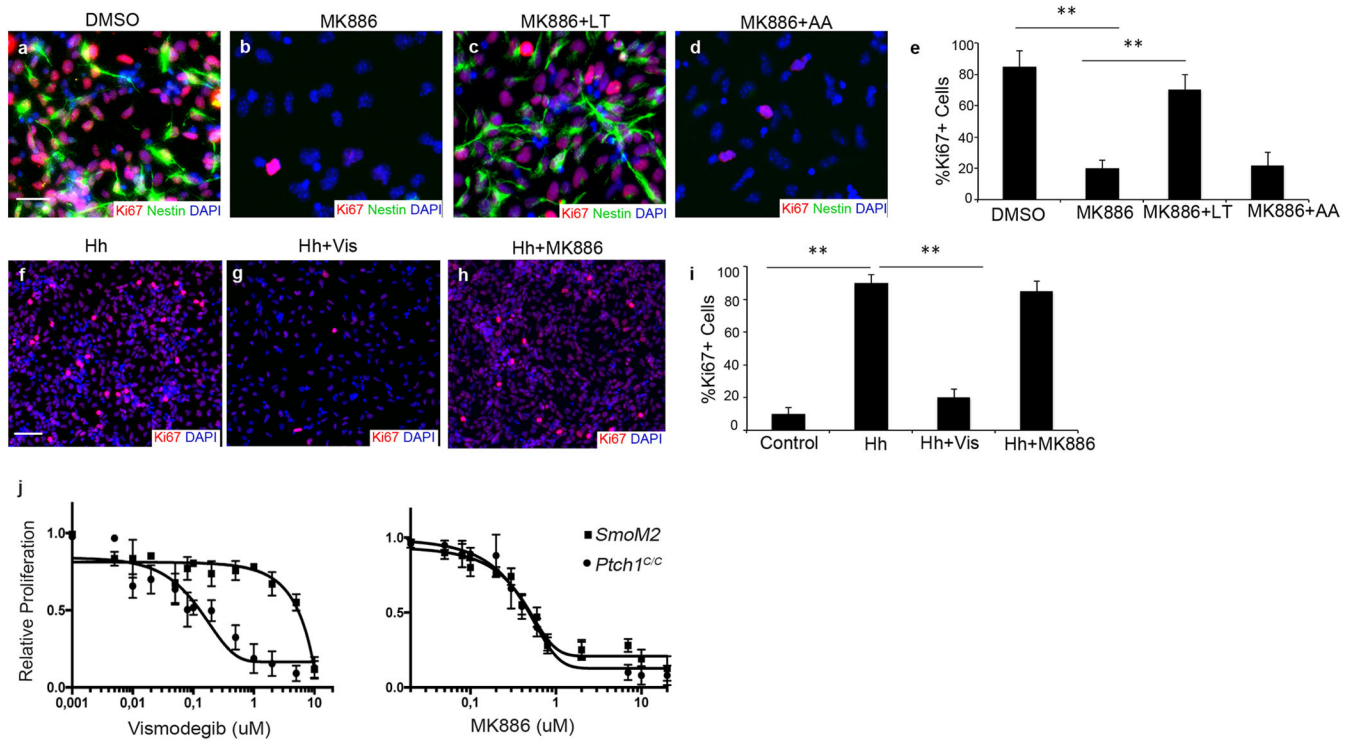 DMSO MK886 MK886+LT MK886+AA
a b c d e
** 
**
100
80
60
40
20
0
%Ki67+ Cells
DMSO MK886 MK886+LT MK886+AA
Ki67 Nestin DAPI
Ki67 Nestin DAPI
Ki67 Nestin DAPI
Ki67 Nestin DAPI
Hh Hh+Vis Hh+MK886
f g h i
** **
100
80
60
40
20
0
%Ki67+ Cells
Control Hh Hh+Vis Hh+MK886
Ki67 DAPI
Ki67 DAPI
Ki67 DAPI
j
Relative Proliferation
1.0
0.5
0.0
0,001 0,01 0,1 1 10
Vismodegib (uM)
1.0
0.5
0.0
0,1 1 10
MK886 (uM)
SmoM2
Ptch1C/C